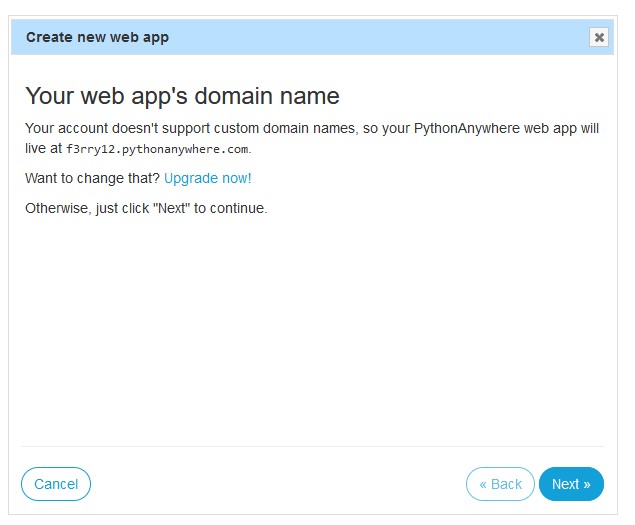 Create new web app
Your web app's domain name
Your account doesn't support custom domain names, so your PythonAnywhere web app will
live at f3rry12.pythonanywhere.com.
Want to change that? Upgrade now!
Otherwise, just click "Next" to continue.
Cancel
« Back
Next »